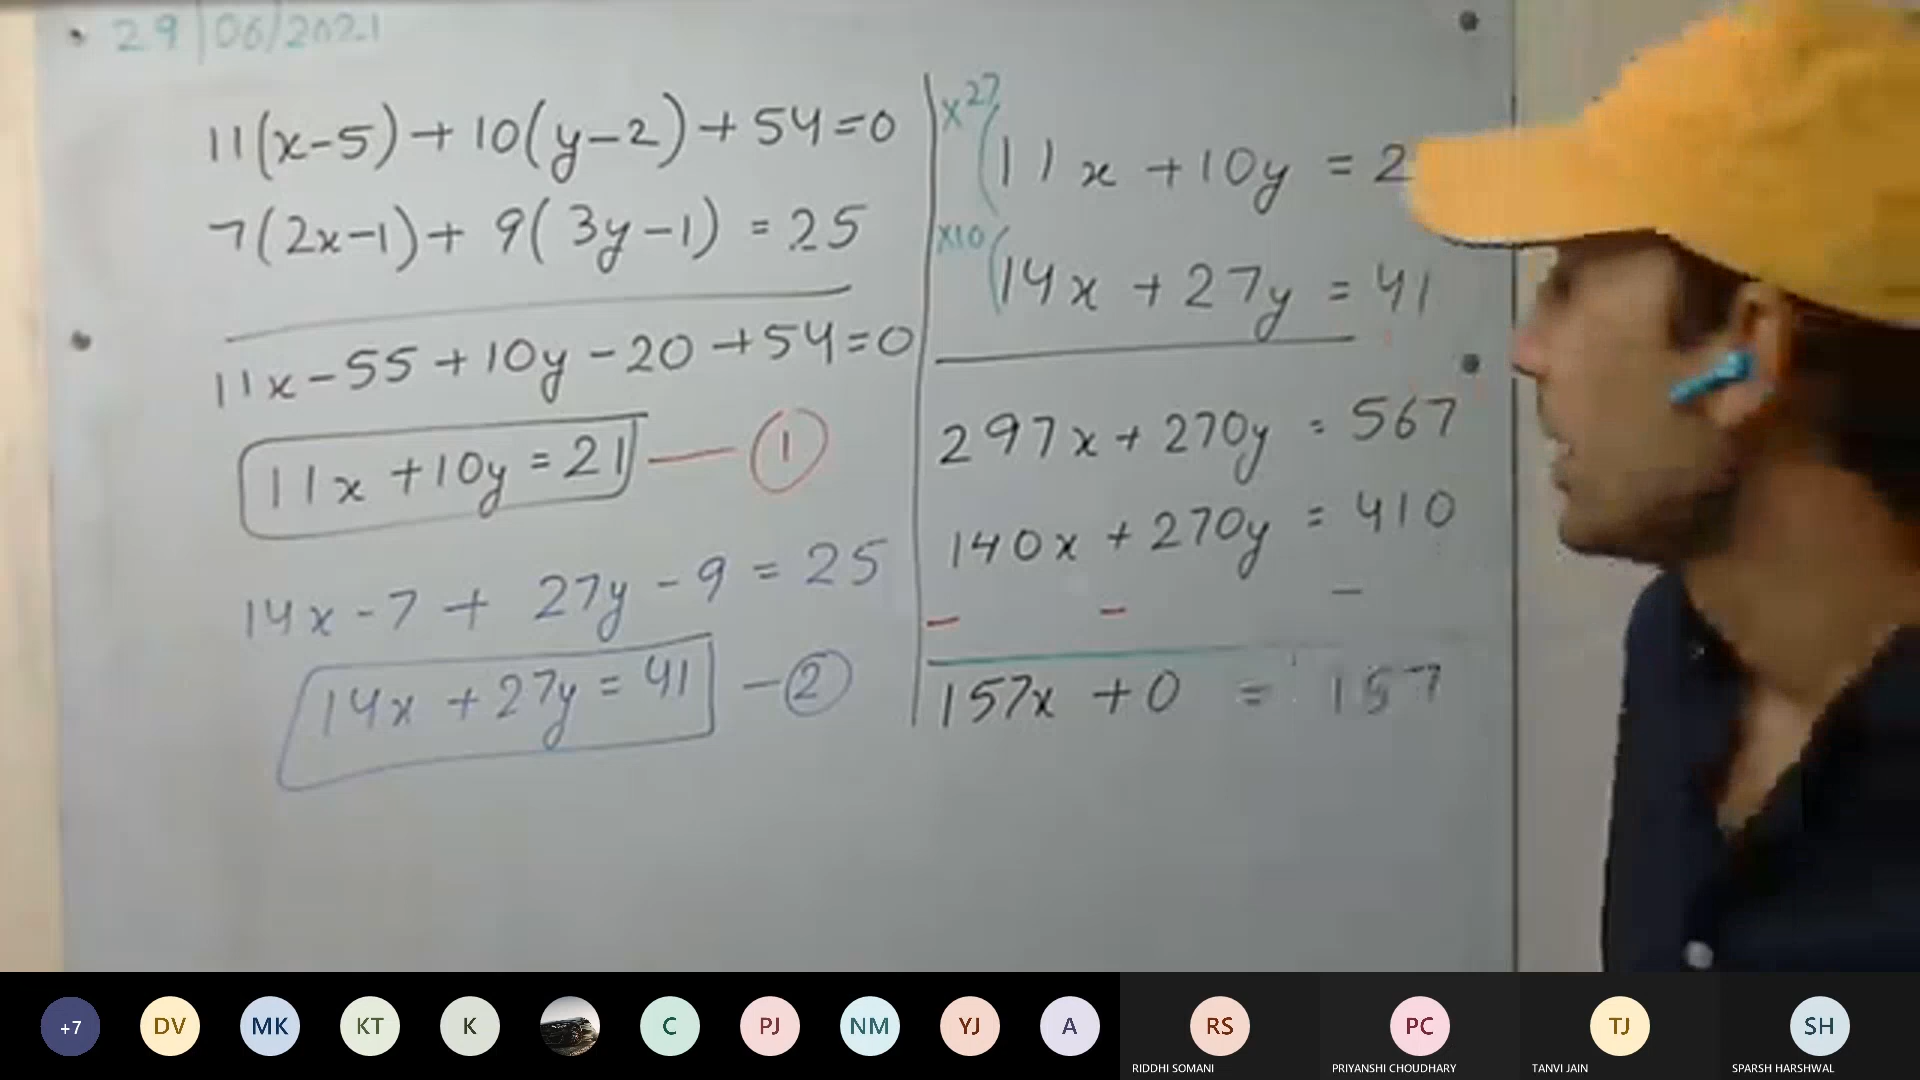 29/06/2021
11(x-5)+10(y-2)+54=0
7(2x-1)+9(3y-1)=25
11x-55+10y-20+54=0
11x+10y=21 — 1
14x-7+27y-9=25
14x+27y=41 — 2
x27 (11x+10y=2
x10 (14x+27y=41
297x+270y=567
140x+270y=410
- - -
157x+0=157
+7
DV
MK
KT
K
C
PJ
NM
YJ
A
RS
RIDDHI SOMANI
PC
PRIYANSHI CHOUDHARY
TJ
TANVI JAIN
SH
SPARSH HARSHWAL